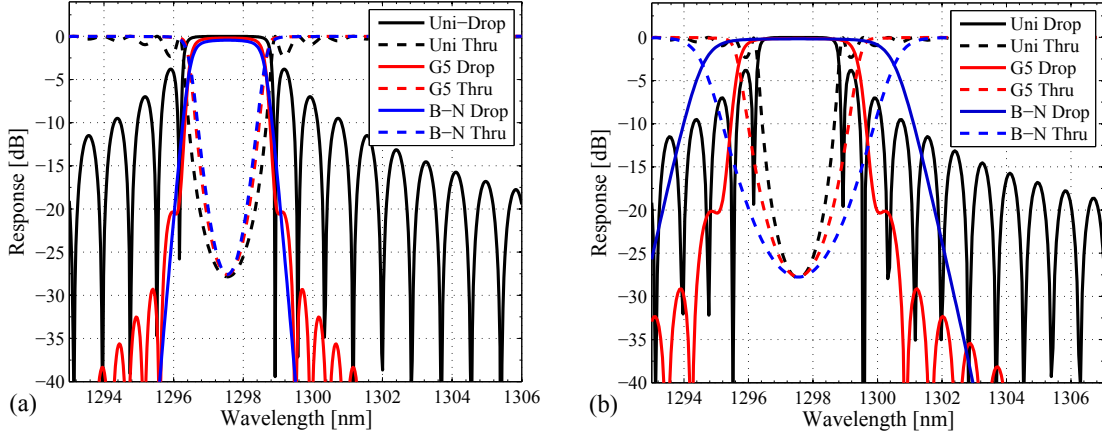 0
−5
−10
−15
−20
−25
−30
−35
−40
Response [dB]
1294 1296 1298 1300 1302 1304 1306
Wavelength [nm]
Uni−Drop
Uni Thru
G5 Drop
G5 Thru
B−N Drop
B−N Thru
(a)
0
−5
−10
−15
−20
−25
−30
−35
−40
Response [dB]
1294 1296 1298 1300 1302 1304 1306
Wavelength [nm]
Uni Drop
Uni Thru
G5 Drop
G5 Thru
B−N Drop
B−N Thru
(b)